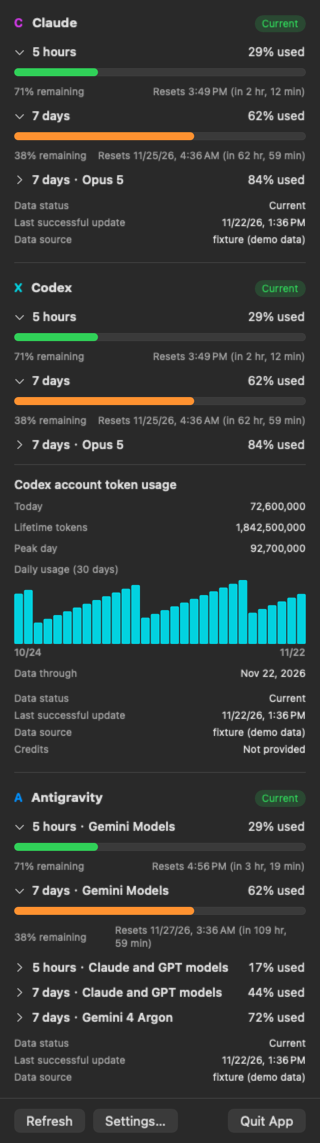 C Claude Current
5 hours 29% used
71% remaining Resets 3:49 PM (in 2 hr, 12 min)
7 days 62% used
38% remaining Resets 11/25/26, 4:36 AM (in 62 hr, 59 min)
7 days · Opus 5 84% used
Data status Current
Last successful update 11/22/26, 1:36 PM
Data source fixture (demo data)
X Codex Current
5 hours 29% used
71% remaining Resets 3:49 PM (in 2 hr, 12 min)
7 days 62% used
38% remaining Resets 11/25/26, 4:36 AM (in 62 hr, 59 min)
7 days · Opus 5 84% used
Codex account token usage
Today 72,600,000
Lifetime tokens 1,842,500,000
Peak day 92,700,000
Daily usage (30 days)
10/24 11/22
Data through Nov 22, 2026
Data status Current
Last successful update 11/22/26, 1:36 PM
Data source fixture (demo data)
Credits Not provided
A Antigravity Current
5 hours · Gemini Models 29% used
71% remaining Resets 4:56 PM (in 3 hr, 19 min)
7 days · Gemini Models 62% used
38% remaining Resets 11/27/26, 3:36 AM (in 109 hr,
59 min)
5 hours · Claude and GPT models 17% used
7 days · Claude and GPT models 44% used
7 days · Gemini 4 Argon 72% used
Data status Current
Last successful update 11/22/26, 1:36 PM
Data source fixture (demo data)
Refresh Settings... Quit App